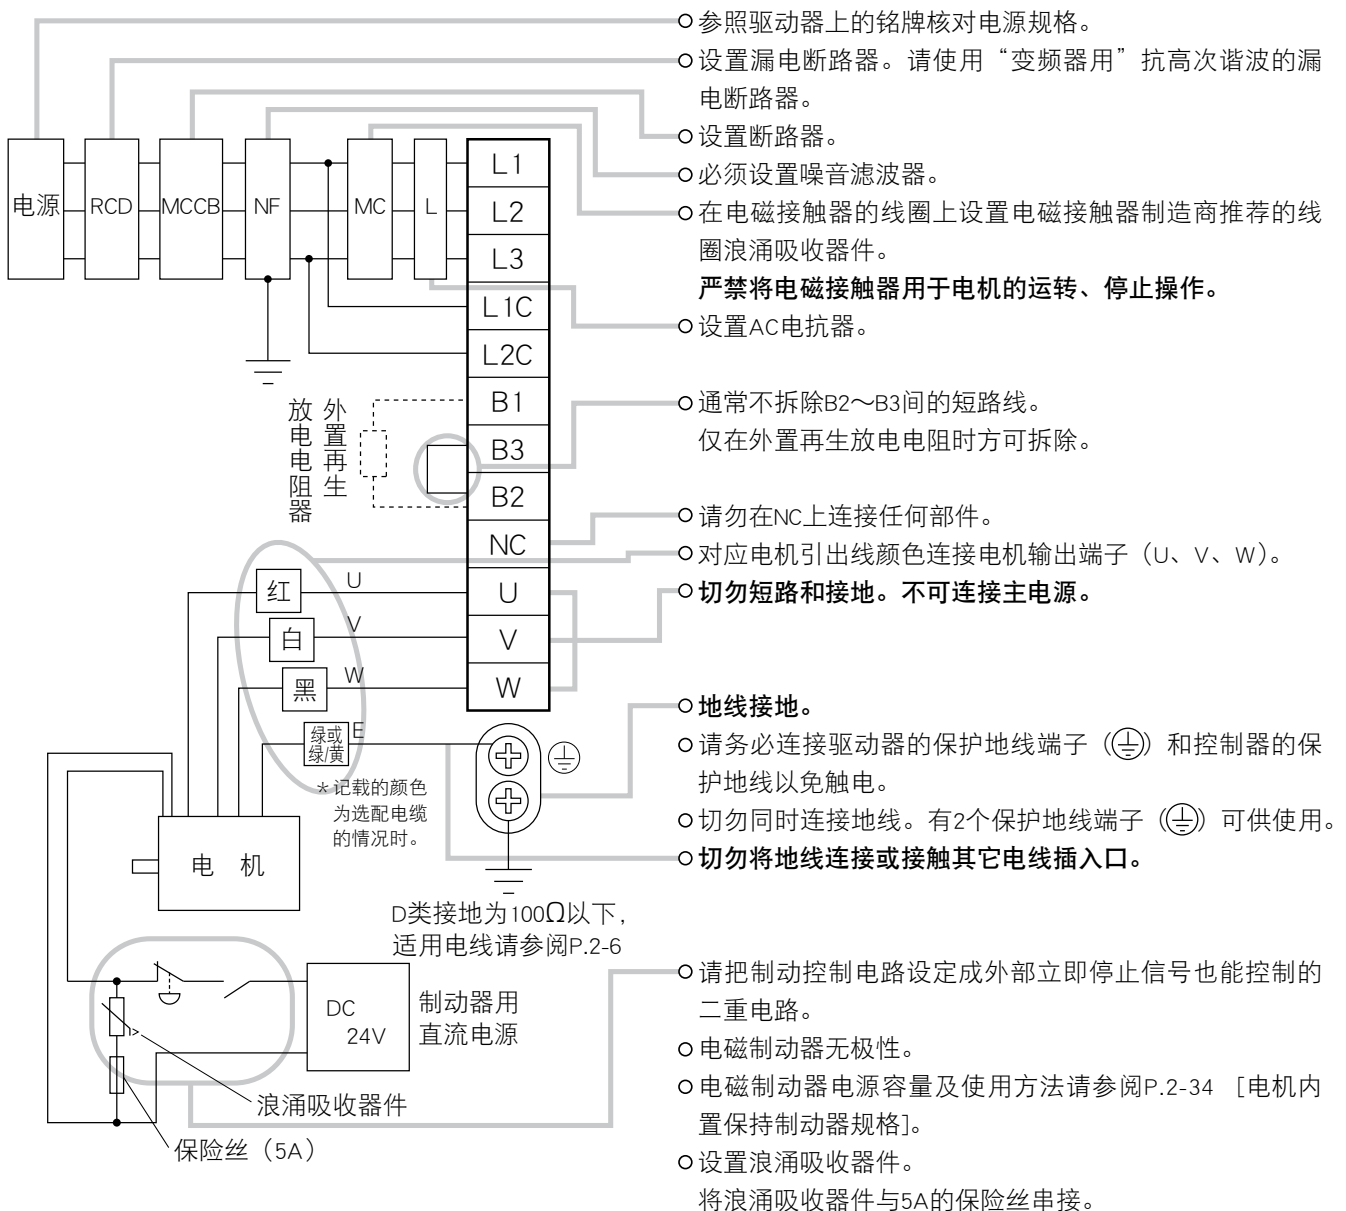 参照驱动器上的铭牌核对电源规格。
设置漏电断路器。请使用“变频器用”抗高次谐波的漏
电断路器。
设置断路器。
必须设置噪音滤波器。
在电磁接触器的线圈上设置电磁接触器制造商推荐的线
圈浪涌吸收器件。
严禁将电磁接触器用于电机的运转、停止操作。
设置AC电抗器。
电源
RCD
MCCB
NF
MC
L
L1
L2
L3
L1C
L2C
B1
B3
B2
NC
U
V
W
外置再生
放电电阻器
通常不拆除B2～B3间的短路线。
仅在外置再生放电电阻时方可拆除。
请勿在NC上连接任何部件。
对应电机引出线颜色连接电机输出端子（U、V、W）。
切勿短路和接地。不可连接主电源。
红
U
白
V
黑
W
绿或
绿/黄
E
*记载的颜色
为选配电缆
的情况时。
地线接地。
请务必连接驱动器的保护地线端子（⏚）和控制器的保
护地线以免触电。
切勿同时连接地线。有2个保护地线端子（⏚）可供使用。
切勿将地线连接或接触其它电线插入口。
电 机
D类接地为100Ω以下，
适用电线请参阅P.2-6
DC
24V
制动器用
直流电源
浪涌吸收器件
保险丝（5A）
请把制动控制电路设定成外部立即停止信号也能控制的
二重电路。
电磁制动器无极性。
电磁制动器电源容量及使用方法请参阅P.2-34 [电机内
置保持制动器规格]。
设置浪涌吸收器件。
将浪涌吸收器件与5A的保险丝串接。